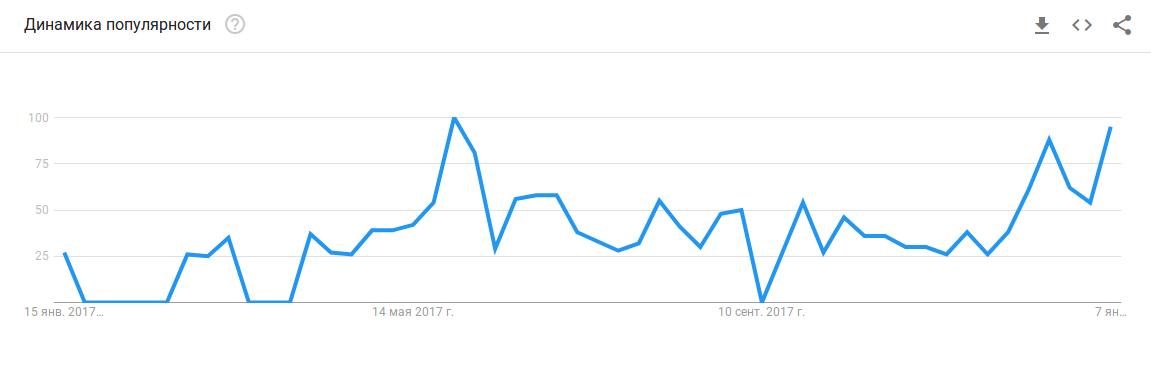 Динамика популярности ?
100
75
50
25
15 янв. 2017…
14 мая 2017 г.
10 сент. 2017 г.
7 ян…